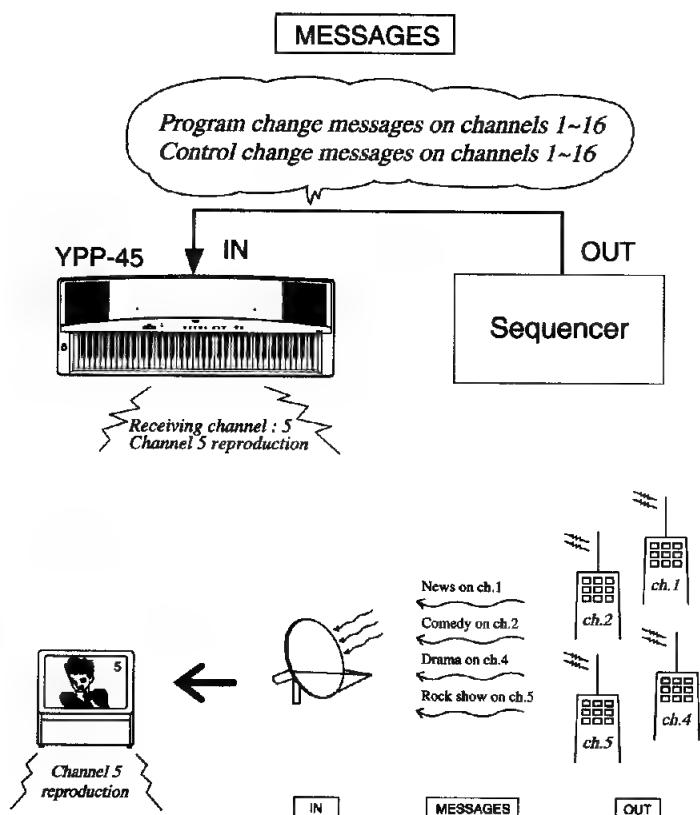 MESSAGES
Program change messages on channels 1~16
Control change messages on channels 1~16
YPP-45
IN
OUT
Sequencer
Receiving channel : 5
Channel 5 reproduction
News on ch.1
Comedy on ch.2
Drama on ch.4
Rock show on ch.5
ch.1
ch.2
ch.4
ch.5
5
Channel 5
reproduction
IN
MESSAGES
OUT